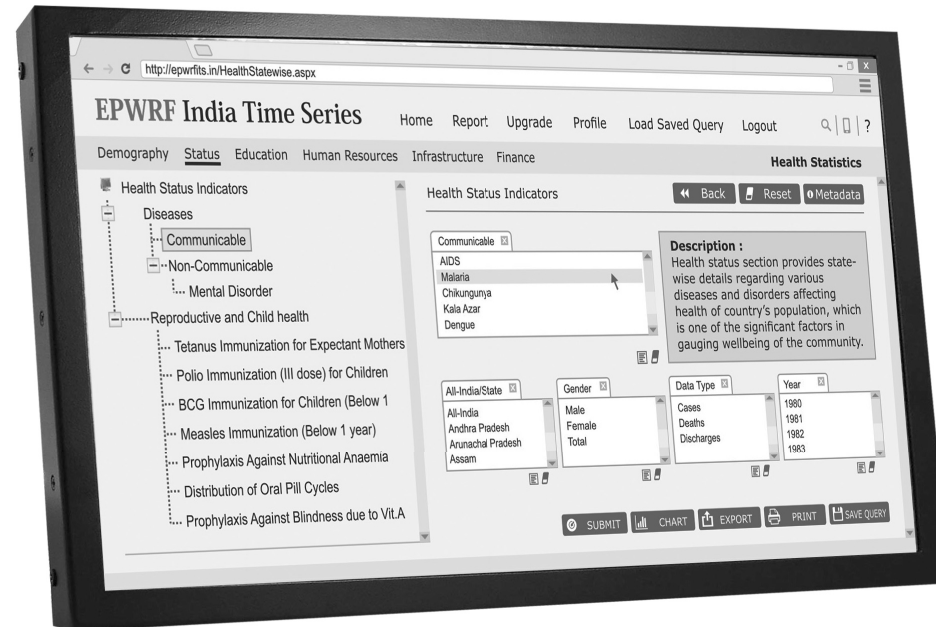 http://epwrfits.in/HealthStatewise.aspx
EPWRF India Time Series
Home Report Upgrade Profile Load Saved Query Logout ?
Demography Status Education Human Resources Infrastructure Finance
Health Statistics
Health Status Indicators
Diseases
Communicable
Non-Communicable
Mental Disorder
Reproductive and Child health
Tetanus Immunization for Expectant Mothers
Polio Immunization (III dose) for Children
BCG Immunization for Children (Below 1
Measles Immunization (Below 1 year)
Prophylaxis Against Nutritional Anaemia
Distribution of Oral Pill Cycles
Prophylaxis Against Blindness due to Vit.A
Health Status Indicators
Back Reset Metadata
Communicable
AIDS
Malaria
Chikungunya
Kala Azar
Dengue
Description :
Health status section provides state-
wise details regarding various
diseases and disorders affecting
health of country's population, which
is one of the significant factors in
gauging wellbeing of the community.
All-India/State
All-India
Andhra Pradesh
Arunachal Pradesh
Assam
Gender
Male
Female
Total
Data Type
Cases
Deaths
Discharges
Year
1980
1981
1982
1983
SUBMIT CHART EXPORT PRINT SAVE QUERY